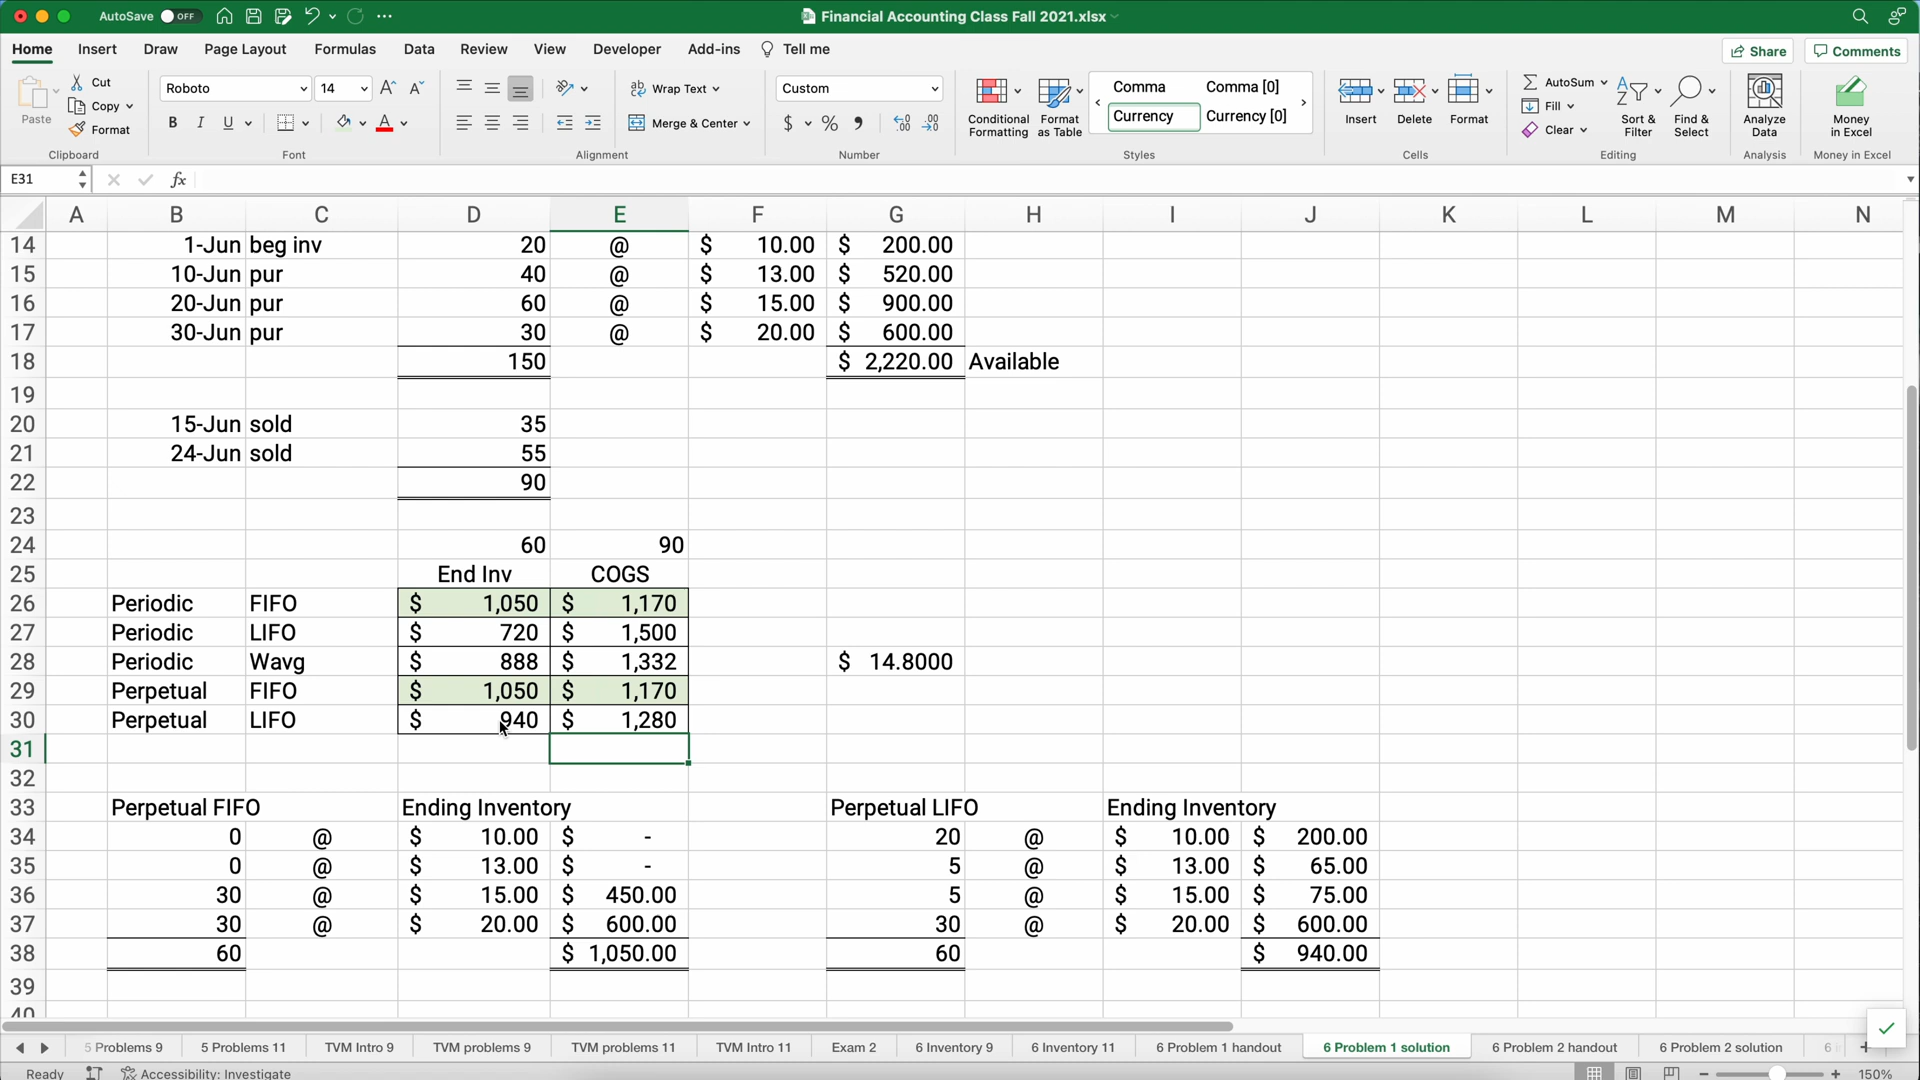 AutoSave OFF Financial Accounting Class Fall 2021.xlsx
Home Insert Draw Page Layout Formulas Data Review View Developer Add-ins Tell me Share Comments
Paste Cut Copy Format Clipboard
Roboto 14 B I U A Font
Wrap Text Merge & Center Alignment
Custom $ % Number
Conditional Formatting Format as Table Comma Comma [0] Currency Currency [0] Styles
Insert Delete Format Cells
AutoSum Fill Clear Sort & Filter Find & Select Editing
Analyze Data Analysis
Money in Excel Money in Excel
E31 fx
A B C D E F G H I J K L M N
14 1-Jun beg inv 20 @ $ 10.00 $ 200.00
15 10-Jun pur 40 @ $ 13.00 $ 520.00
16 20-Jun pur 60 @ $ 15.00 $ 900.00
17 30-Jun pur 30 @ $ 20.00 $ 600.00
18 150 $ 2,220.00 Available
19
20 15-Jun sold 35
21 24-Jun sold 55
22 90
23
24 60 90
25 End Inv COGS
26 Periodic FIFO $ 1,050 $ 1,170
27 Periodic LIFO $ 720 $ 1,500
28 Periodic Wavg $ 888 $ 1,332 $ 14.8000
29 Perpetual FIFO $ 1,050 $ 1,170
30 Perpetual LIFO $ 940 $ 1,280
31
32
33 Perpetual FIFO Ending Inventory Perpetual LIFO Ending Inventory
34 0 @ $ 10.00 $ - 20 @ $ 10.00 $ 200.00
35 0 @ $ 13.00 $ - 5 @ $ 13.00 $ 65.00
36 30 @ $ 15.00 $ 450.00 5 @ $ 15.00 $ 75.00
37 30 @ $ 20.00 $ 600.00 30 @ $ 20.00 $ 600.00
38 60 $ 1,050.00 60 $ 940.00
39
40
5 Problems 9 5 Problems 11 TVM Intro 9 TVM problems 9 TVM problems 11 TVM Intro 11 Exam 2 6 Inventory 9 6 Inventory 11 6 Problem 1 handout 6 Problem 1 solution 6 Problem 2 handout 6 Problem 2 solution 6
Ready Accessibility: Investigate 150%